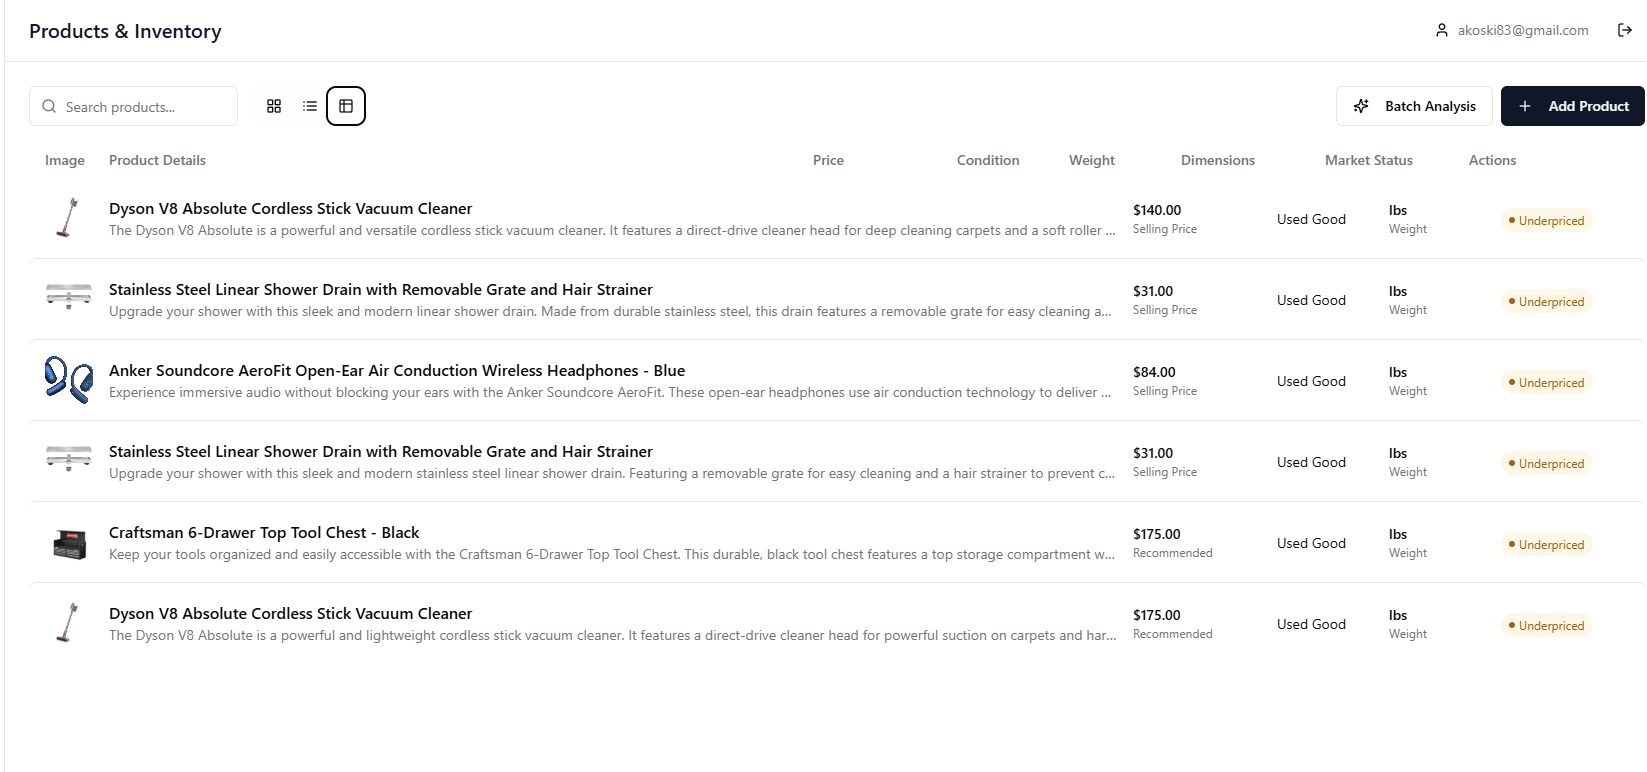 Products & Inventory
akoski83@gmail.com
Search products...
Batch Analysis
Add Product
Image Product Details Price Condition Weight Dimensions Market Status Actions
Dyson V8 Absolute Cordless Stick Vacuum Cleaner
The Dyson V8 Absolute is a powerful and versatile cordless stick vacuum cleaner. It features a direct-drive cleaner head for deep cleaning carpets and a soft roller ...
$140.00
Selling Price
Used Good
lbs
Weight
Underpriced
Stainless Steel Linear Shower Drain with Removable Grate and Hair Strainer
Upgrade your shower with this sleek and modern linear shower drain. Made from durable stainless steel, this drain features a removable grate for easy cleaning a...
$31.00
Selling Price
Used Good
lbs
Weight
Underpriced
Anker Soundcore AeroFit Open-Ear Air Conduction Wireless Headphones - Blue
Experience immersive audio without blocking your ears with the Anker Soundcore AeroFit. These open-ear headphones use air conduction technology to deliver ...
$84.00
Selling Price
Used Good
lbs
Weight
Underpriced
Stainless Steel Linear Shower Drain with Removable Grate and Hair Strainer
Upgrade your shower with this sleek and modern stainless steel linear shower drain. Featuring a removable grate for easy cleaning and a hair strainer to prevent c...
$31.00
Selling Price
Used Good
lbs
Weight
Underpriced
Craftsman 6-Drawer Top Tool Chest - Black
Keep your tools organized and easily accessible with the Craftsman 6-Drawer Top Tool Chest. This durable, black tool chest features a top storage compartment w...
$175.00
Recommended
Used Good
lbs
Weight
Underpriced
Dyson V8 Absolute Cordless Stick Vacuum Cleaner
The Dyson V8 Absolute is a powerful and lightweight cordless stick vacuum cleaner. It features a direct-drive cleaner head for powerful suction on carpets and har...
$175.00
Recommended
Used Good
lbs
Weight
Underpriced